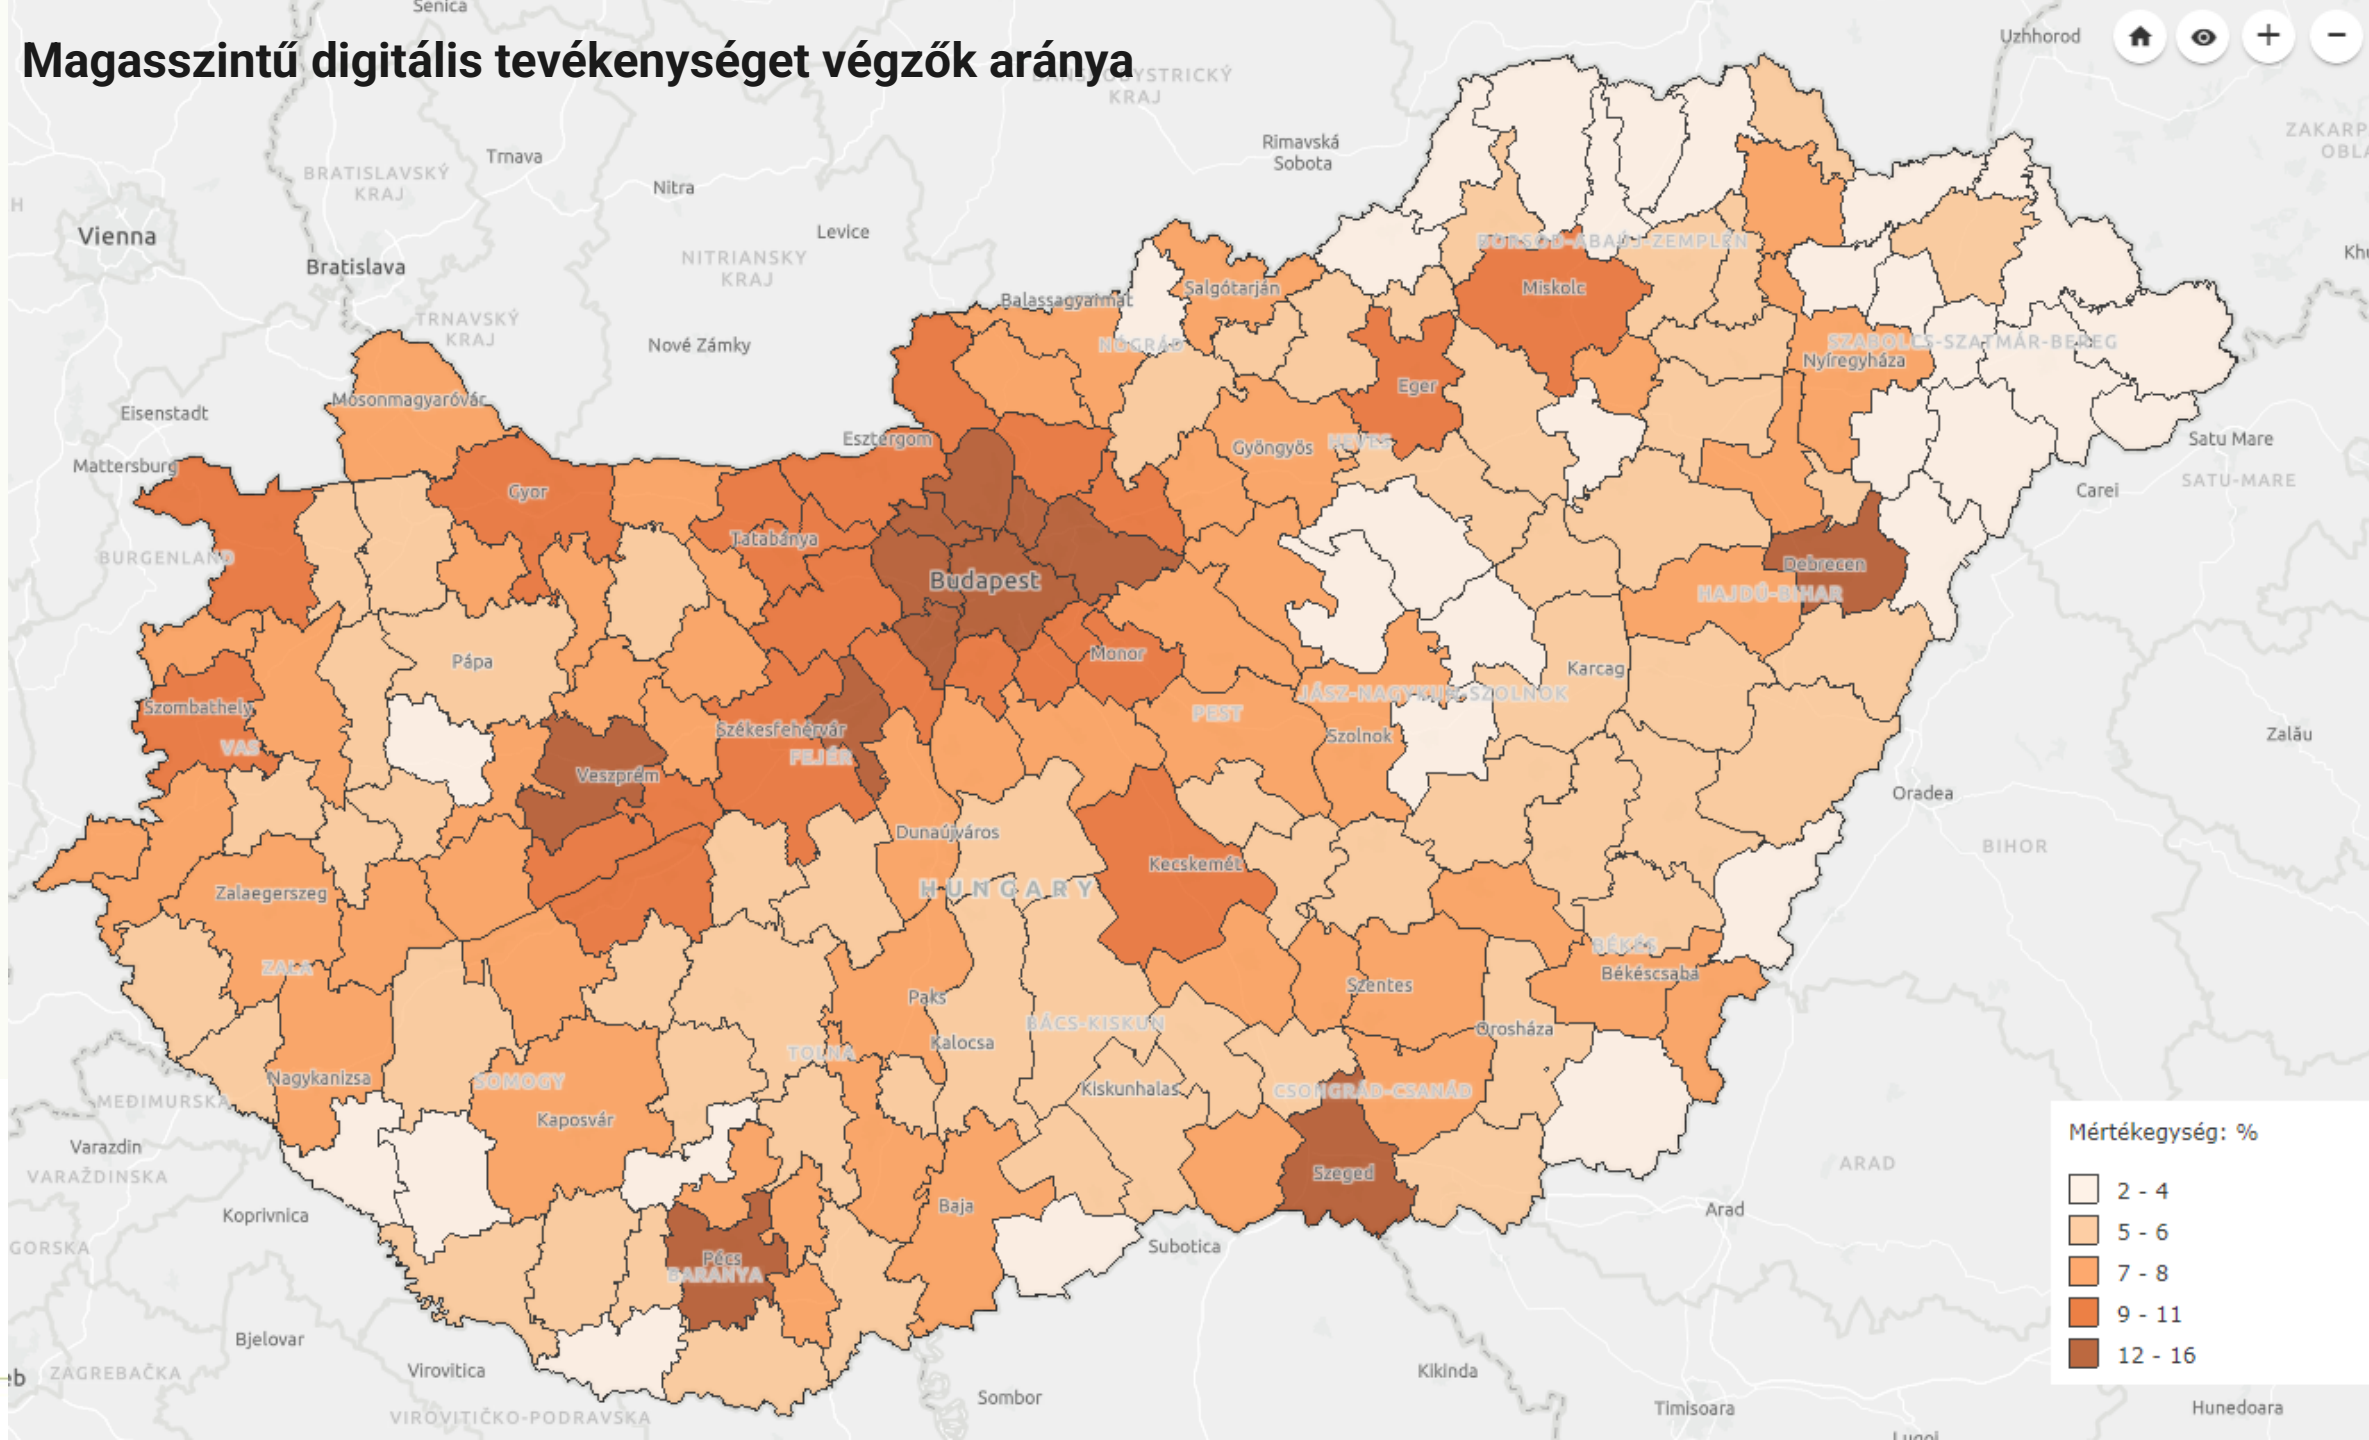 Senica
Uzhhorod
Magasszintű digitális tevékenységet végzők aránya
BANSKOBYSTRICKÝ
KRAJ
ZAKARP
OBLA
Rimavská
Sobota
Trnava
BRATISLAVSKÝ
KRAJ
Nitra
H
Vienna
Levice
BORSOD-ABAÚJ-ZEMPLÉN
Khu
Bratislava
NITRIANSKY
KRAJ
Salgótarján
Miskolc
Balassagyarmat
TRNAVSKÝ
KRAJ
Nové Zámky
NÓGRÁD
SZABOLCS-SZATMÁR-BEREG
Nyíregyháza
Eger
Mosonmagyaróvár
Eisenstadt
Esztergom
Gyöngyös
HEVES
Satu Mare
Mattersburg
SATU-MARE
Gyor
Carei
Tatabánya
BURGENLAND
Debrecen
Budapest
HAJDÚ-BIHAR
Pápa
Monor
Karcag
JÁSZ-NAGYKUN-SZOLNOK
Szombathely
PEST
Székesfehérvár
Szolnok
Zalău
VAS
FEJÉR
Veszprém
Oradea
Dunaújváros
BIHOR
Kecskemét
HUNGARY
Zalaegerszeg
BÉKÉS
ZALA
Békéscsaba
Szentes
Paks
BÁCS-KISKUN
Orosháza
Kalocsa
TOLNA
Nagykanizsa
SOMOGY
Kiskunhalas
CSONGRÁD-CSANÁD
MEĐIMURSKA
Kaposvár
Mértékegység: %
Varazdin
ARAD
VARAŽDINSKA
Szeged
2 - 4
Baja
Arad
Koprivnica
5 - 6
GORSKA
Subotica
Pécs
BARANYA
7 - 8
9 - 11
Bjelovar
12 - 16
ZAGREBAČKA
Virovitica
Kikinda
eb
Sombor
Timisoara
Hunedoara
VIROVITIČKO-PODRAVSKA
Lugoj